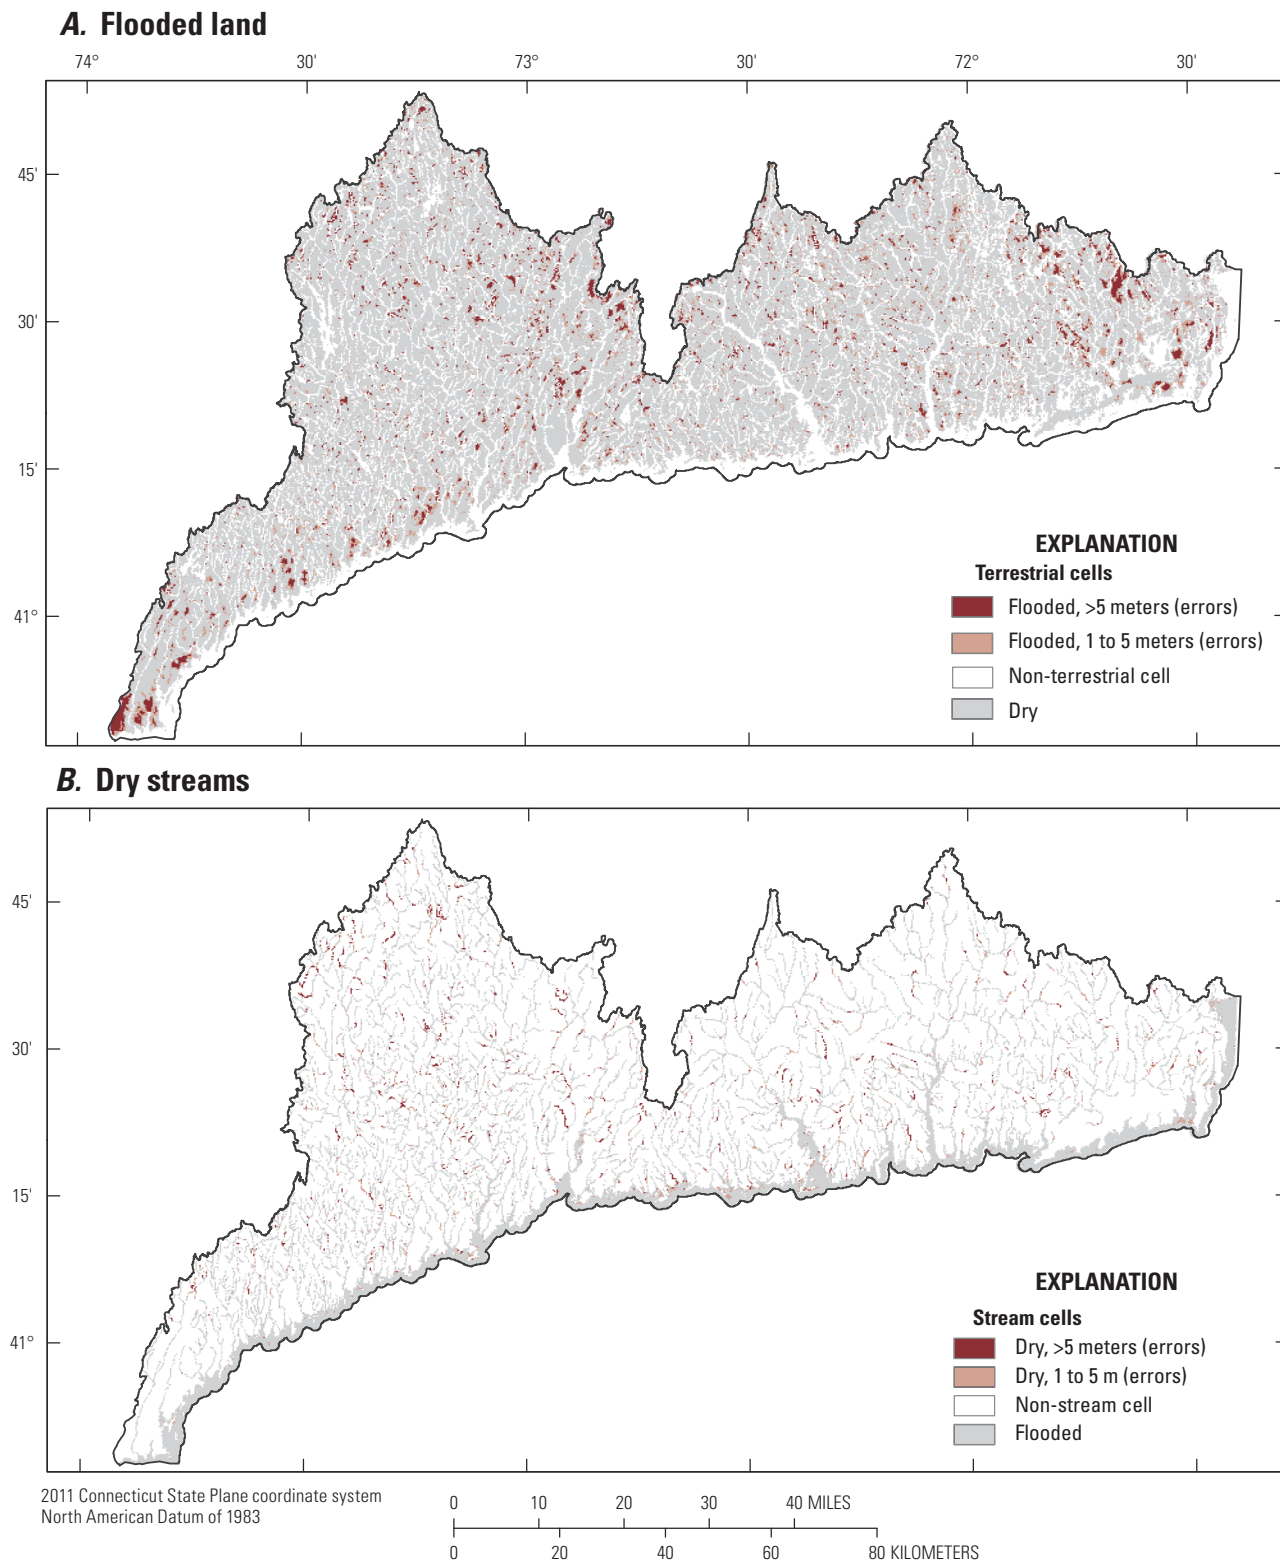 A. Flooded land
74° 30' 73° 30' 72° 30'
45'
30'
15'
41°
EXPLANATION
Terrestrial cells
Flooded, >5 meters (errors)
Flooded, 1 to 5 meters (errors)
Non-terrestrial cell
Dry
B. Dry streams
45'
30'
15'
41°
EXPLANATION
Stream cells
Dry, >5 meters (errors)
Dry, 1 to 5 m (errors)
Non-stream cell
Flooded
2011 Connecticut State Plane coordinate system
North American Datum of 1983
0 10 20 30 40 MILES
0 20 40 60 80 KILOMETERS